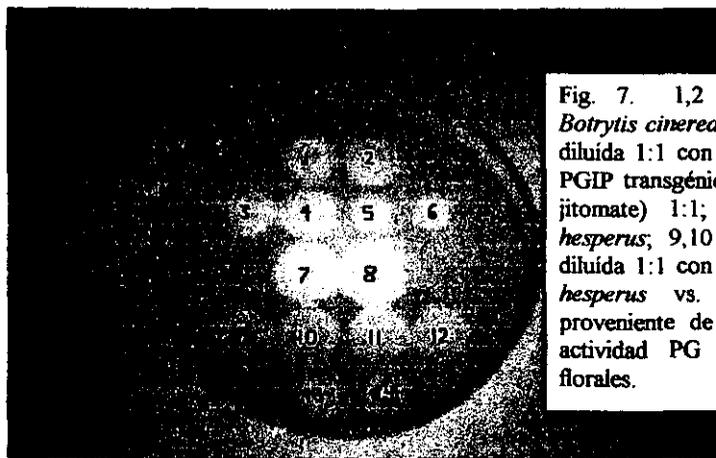 Fig. 7. 1,2
Botrytis cinerea
diluída 1:1 con
PGIP transgénic
jitomate) 1:1;
hesperus; 9,10
diluída 1:1 con
hesperus vs.
proveniente de
actividad PG
florales.
1 2
3 4 5 6
7 8
10 11 12